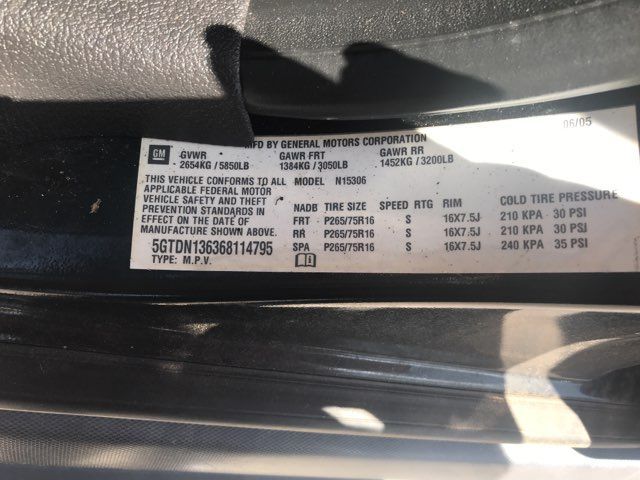 MFD BY GENERAL MOTORS CORPORATION 06/05
GM GVWR GAWR FRT GAWR RR
2654KG / 5850LB 1384KG / 3050LB 1452KG / 3200LB
THIS VEHICLE CONFORMS TO ALL MODEL N15306
APPLICABLE FEDERAL MOTOR
VEHICLE SAFETY AND THEFT
PREVENTION STANDARDS IN
EFFECT ON THE DATE OF
MANUFACTURE SHOWN ABOVE.
5GTDN136368114795
TYPE: M.P.V.
NADB TIRE SIZE SPEED RTG RIM COLD TIRE PRESSURE
FRT P265/75R16 S 16X7.5J 210 KPA 30 PSI
RR P265/75R16 S 16X7.5J 210 KPA 30 PSI
SPA P265/75R16 S 16X7.5J 240 KPA 35 PSI